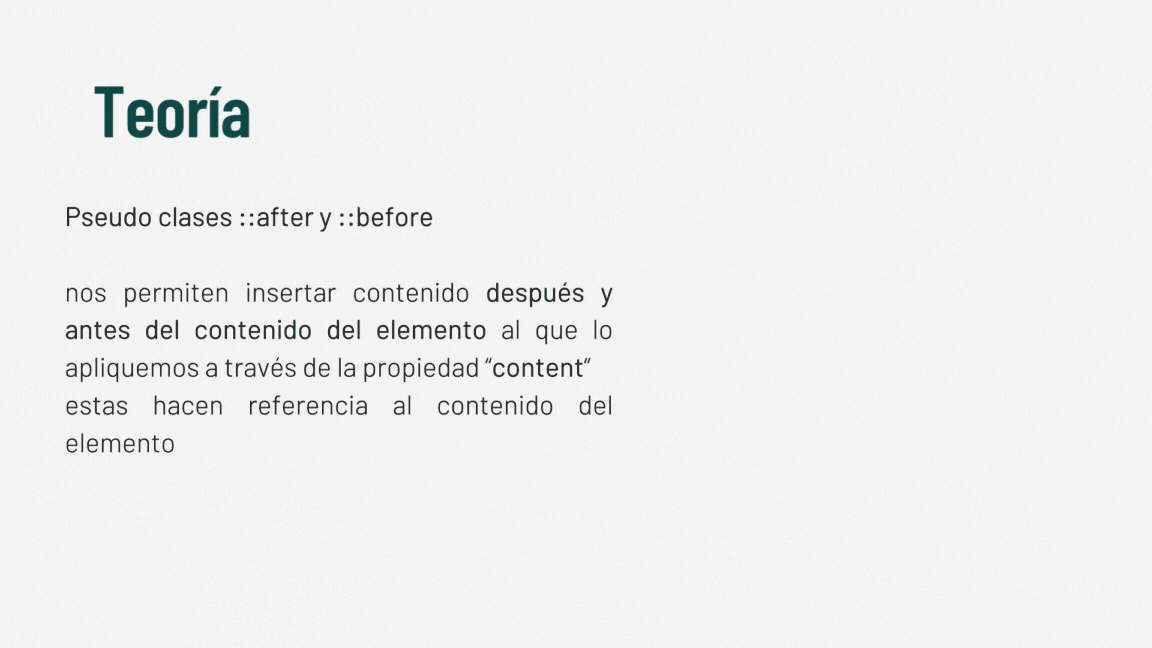 Teoría
Pseudo clases ::after y ::before
nos permiten insertar contenido después y
antes del contenido del elemento al que lo
apliquemos a través de la propiedad “content“
estas hacen referencia al contenido del
elemento